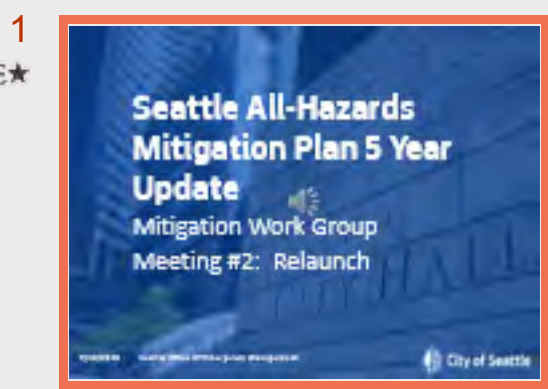 1
Seattle All-Hazards
Mitigation Plan 5 Year
Update
Mitigation Work Group
Meeting #2: Relaunch
City of Seattle